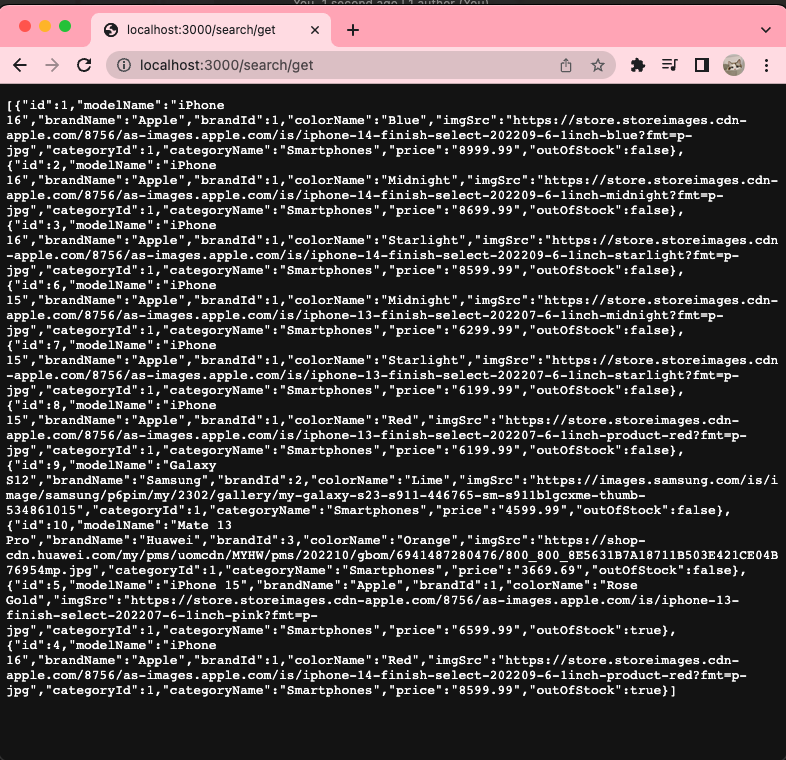 You, 1 second ago | 1 author (You)
localhost:3000/search/get
localhost:3000/search/get
[{"id":1,"modelName":"iPhone
16","brandName":"Apple","brandId":1,"colorName":"Blue","imgSrc":"https://store.storeimages.cdn-
apple.com/8756/as-images.apple.com/is/iphone-14-finish-select-202209-6-1inch-blue?fmt=p-
jpg","categoryId":1,"categoryName":"Smartphones","price":"8999.99","outOfStock":false},
{"id":2,"modelName":"iPhone
16","brandName":"Apple","brandId":1,"colorName":"Midnight","imgSrc":"https://store.storeimages.cdn-
apple.com/8756/as-images.apple.com/is/iphone-14-finish-select-202209-6-1inch-midnight?fmt=p-
jpg","categoryId":1,"categoryName":"Smartphones","price":"8699.99","outOfStock":false},
{"id":3,"modelName":"iPhone
16","brandName":"Apple","brandId":1,"colorName":"Starlight","imgSrc":"https://store.storeimages.cdn
-apple.com/8756/as-images.apple.com/is/iphone-14-finish-select-202209-6-1inch-starlight?fmt=p-
jpg","categoryId":1,"categoryName":"Smartphones","price":"8599.99","outOfStock":false},
{"id":6,"modelName":"iPhone
15","brandName":"Apple","brandId":1,"colorName":"Midnight","imgSrc":"https://store.storeimages.cdn-
apple.com/8756/as-images.apple.com/is/iphone-13-finish-select-202207-6-1inch-midnight?fmt=p-
jpg","categoryId":1,"categoryName":"Smartphones","price":"6299.99","outOfStock":false},
{"id":7,"modelName":"iPhone
15","brandName":"Apple","brandId":1,"colorName":"Starlight","imgSrc":"https://store.storeimages.cdn
-apple.com/8756/as-images.apple.com/is/iphone-13-finish-select-202207-6-1inch-starlight?fmt=p-
jpg","categoryId":1,"categoryName":"Smartphones","price":"6199.99","outOfStock":false},
{"id":8,"modelName":"iPhone
15","brandName":"Apple","brandId":1,"colorName":"Red","imgSrc":"https://store.storeimages.cdn-
apple.com/8756/as-images.apple.com/is/iphone-13-finish-select-202207-6-1inch-product-red?fmt=p-
jpg","categoryId":1,"categoryName":"Smartphones","price":"6199.99","outOfStock":false},
{"id":9,"modelName":"Galaxy
S12","brandName":"Samsung","brandId":2,"colorName":"Lime","imgSrc":"https://images.samsung.com/is/i
mage/samsung/p6pim/my/2302/gallery/my-galaxy-s23-s911-446765-sm-s911blgcxme-thumb-
534861015","categoryId":1,"categoryName":"Smartphones","price":"4599.99","outOfStock":false},
{"id":10,"modelName":"Mate 13
Pro","brandName":"Huawei","brandId":3,"colorName":"Orange","imgSrc":"https://shop-
cdn.huawei.com/my/pms/uomcdn/MYHW/pms/202210/gbom/6941487280476/800_800_8E5631B7A18711B503E421CE04B
76954mp.jpg","categoryId":1,"categoryName":"Smartphones","price":"3669.69","outOfStock":false},
{"id":5,"modelName":"iPhone 15","brandName":"Apple","brandId":1,"colorName":"Rose
Gold","imgSrc":"https://store.storeimages.cdn-apple.com/8756/as-images.apple.com/is/iphone-13-
finish-select-202207-6-1inch-pink?fmt=p-
jpg","categoryId":1,"categoryName":"Smartphones","price":"6599.99","outOfStock":true},
{"id":4,"modelName":"iPhone
16","brandName":"Apple","brandId":1,"colorName":"Red","imgSrc":"https://store.storeimages.cdn-
apple.com/8756/as-images.apple.com/is/iphone-14-finish-select-202209-6-1inch-product-red?fmt=p-
jpg","categoryId":1,"categoryName":"Smartphones","price":"8599.99","outOfStock":true}]